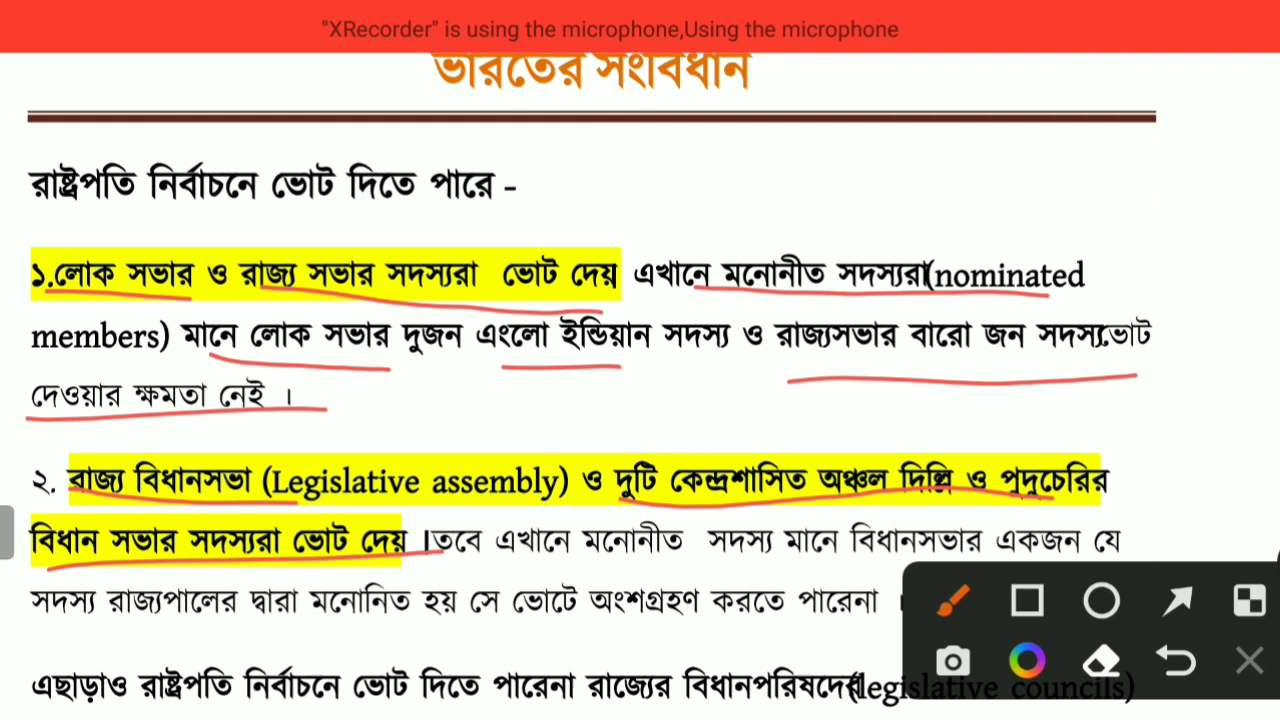 "XRecorder" is using the microphone,Using the microphone
ভারতের সংবিধান
রাষ্ট্রপতি নির্বাচনে ভোট দিতে পারে -
১.লোক সভার ও রাজ্য সভার সদস্যরা ভোট দেয় এখানে মনোনীত সদস্যরা(nominated
members) মানে লোক সভার দুজন এংলো ইন্ডিয়ান সদস্য ও রাজ্যসভার বারো জন সদস্যভোট
দেওয়ার ক্ষমতা নেই ।
২. রাজ্য বিধানসভা (Legislative assembly) ও দুটি কেন্দ্রশাসিত অঞ্চল দিল্লি ও পুদুচেরির
বিধান সভার সদস্যরা ভোট দেয় ।তবে এখানে মনোনীত সদস্য মানে বিধানসভার একজন যে
সদস্য রাজ্যপালের দ্বারা মনোনিত হয় সে ভোটে অংশগ্রহণ করতে পারেনা ।
এছাড়াও রাষ্ট্রপতি নির্বাচনে ভোট দিতে পারেনা রাজ্যের বিধানপরিষদের(legislative councils)